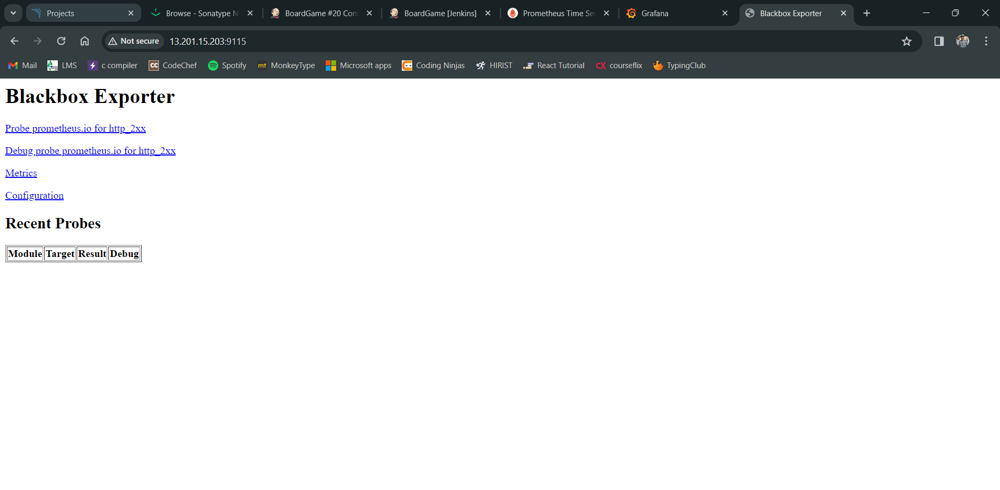 Projects
Browse - Sonatype N
BoardGame #20 Con
BoardGame [Jenkins]
Prometheus Time Se
Grafana
Blackbox Exporter
Not secure
13.201.15.203:9115
Mail
LMS
c compiler
CC CodeChef
Spotify
mt MonkeyType
Microsoft apps
Coding Ninjas
HIRIST
React Tutorial
cX courseflix
TypingClub
Blackbox Exporter
Probe prometheus.io for http_2xx
Debug probe prometheus.io for http_2xx
Metrics
Configuration
Recent Probes
Module Target Result Debug